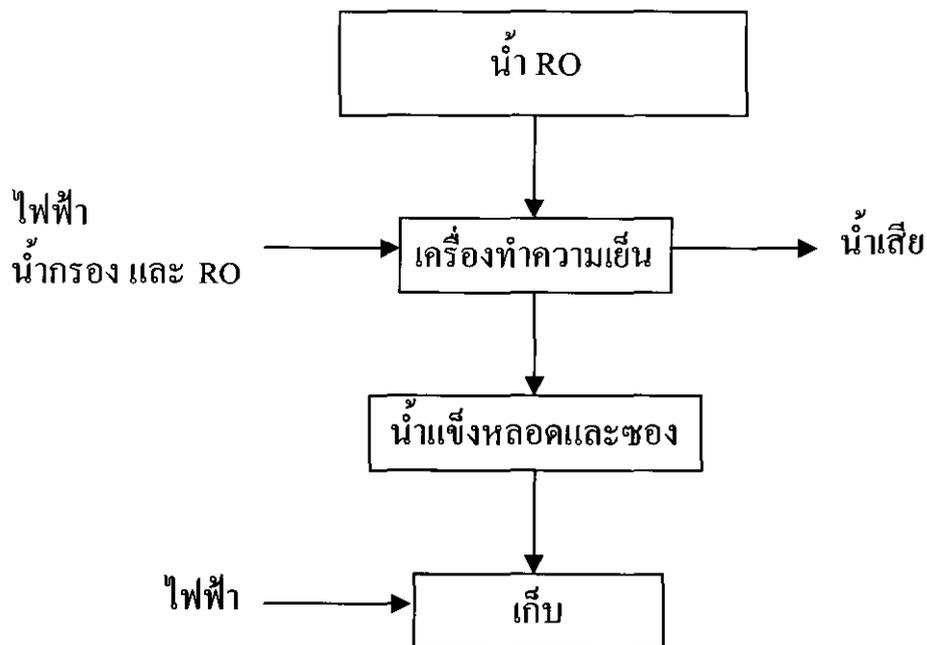 น้ำ RO
ไฟฟ้า
น้ำกรอง และ RO
เครื่องทำความเย็น
น้ำเสีย
น้ำแข็งหลอดและซอง
ไฟฟ้า
เก็บ